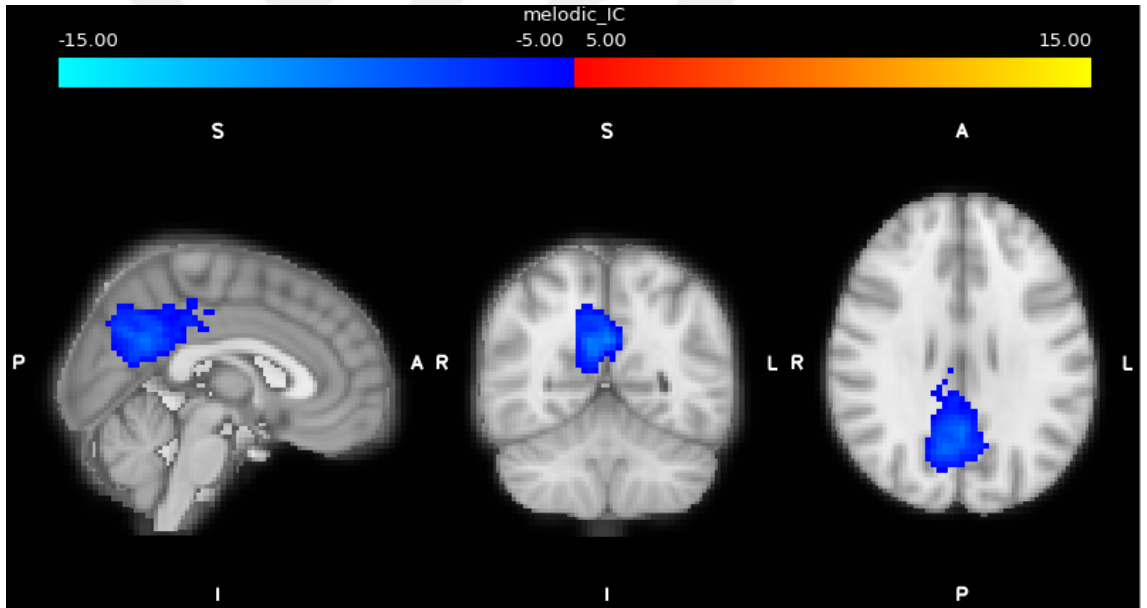 melodic_IC
-15.00 -5.00 5.00 15.00
S S A
P A R L R L
I I P